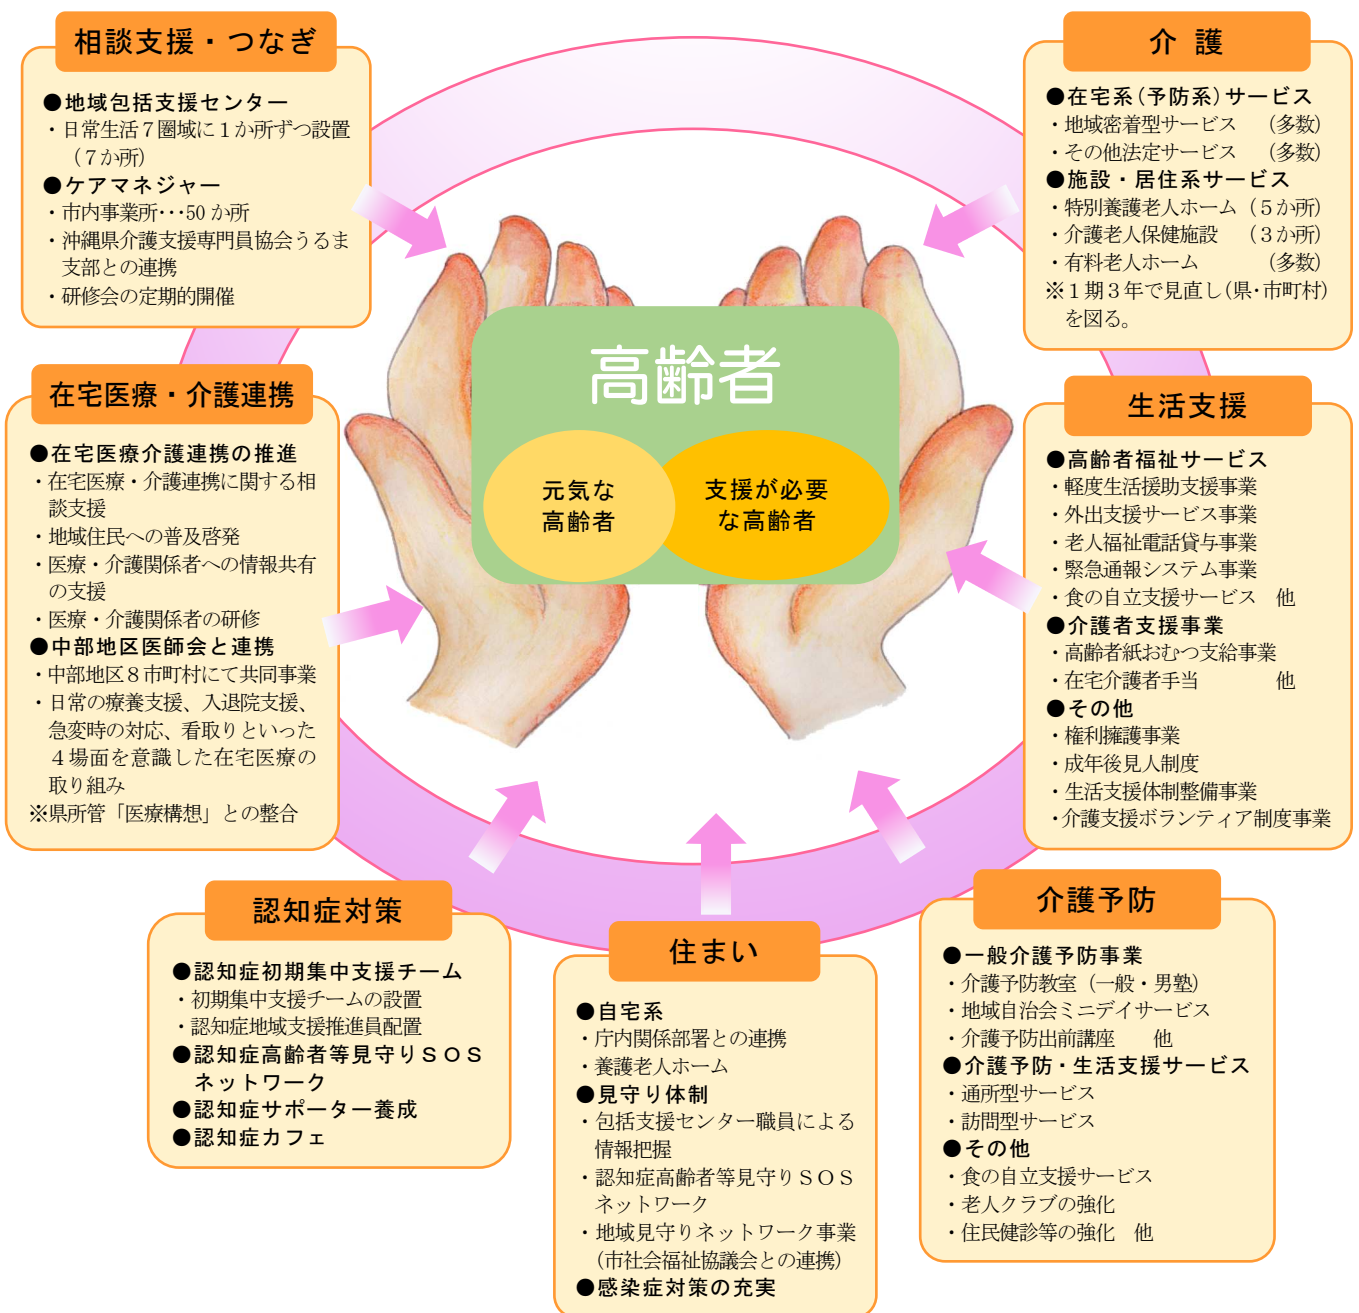 相談支援・つなぎ
●地域包括支援センター
・日常生活７圏域に１か所ずつ設置
（７か所）
●ケアマネジャー
・市内事業所･･･50 か所
・沖縄県介護支援専門員協会うるま
支部との連携
・研修会の定期的開催
介 護
●在宅系(予防系)サービス
・地域密着型サービス （多数）
・その他法定サービス （多数）
●施設・居住系サービス
・特別養護老人ホーム（５か所）
・介護老人保健施設 （３か所）
・有料老人ホーム （多数）
※１期３年で見直し(県・市町村)
を図る。
在宅医療・介護連携
●在宅医療介護連携の推進
・在宅医療・介護連携に関する相
談支援
・地域住民への普及啓発
・医療・介護関係者への情報共有
の支援
・医療・介護関係者の研修
●中部地区医師会と連携
・中部地区８市町村にて共同事業
・日常の療養支援、入退院支援、
急変時の対応、看取りといった
４場面を意識した在宅医療の
取り組み
※県所管「医療構想」との整合
高齢者
元気な
高齢者
支援が必要
な高齢者
生活支援
●高齢者福祉サービス
・軽度生活援助支援事業
・外出支援サービス事業
・老人福祉電話貸与事業
・緊急通報システム事業
・食の自立支援サービス 他
●介護者支援事業
・高齢者紙おむつ支給事業
・在宅介護者手当 他
●その他
・権利擁護事業
・成年後見人制度
・生活支援体制整備事業
・介護支援ボランティア制度事業
認知症対策
●認知症初期集中支援チーム
・初期集中支援チームの設置
・認知症地域支援推進員配置
●認知症高齢者等見守りＳＯＳ
ネットワーク
●認知症サポーター養成
●認知症カフェ
住まい
●自宅系
・庁内関係部署との連携
・養護老人ホーム
●見守り体制
・包括支援センター職員による
情報把握
・認知症高齢者等見守りＳＯＳ
ネットワーク
・地域見守りネットワーク事業
(市社会福祉協議会との連携)
●感染症対策の充実
介護予防
●一般介護予防事業
・介護予防教室（一般・男塾）
・地域自治会ミニデイサービス
・介護予防出前講座 他
●介護予防・生活支援サービス
・通所型サービス
・訪問型サービス
●その他
・食の自立支援サービス
・老人クラブの強化
・住民健診等の強化 他